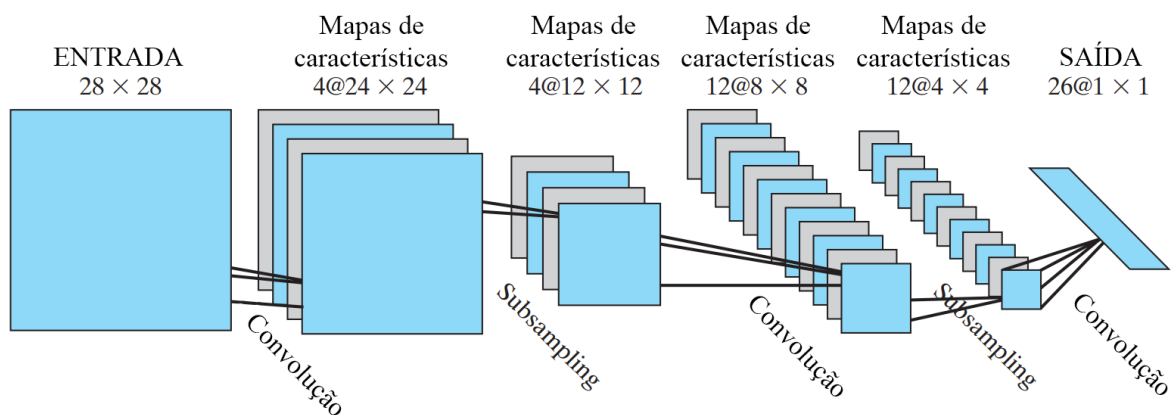 ENTRADA
28 × 28
Mapas de
características
4@24 × 24
Mapas de
características
4@12 × 12
Mapas de
características
12@8 × 8
Mapas de
características
12@4 × 4
SAÍDA
26@1 × 1
Convolução
Subsampling
Convolução
Subsampling
Convolução